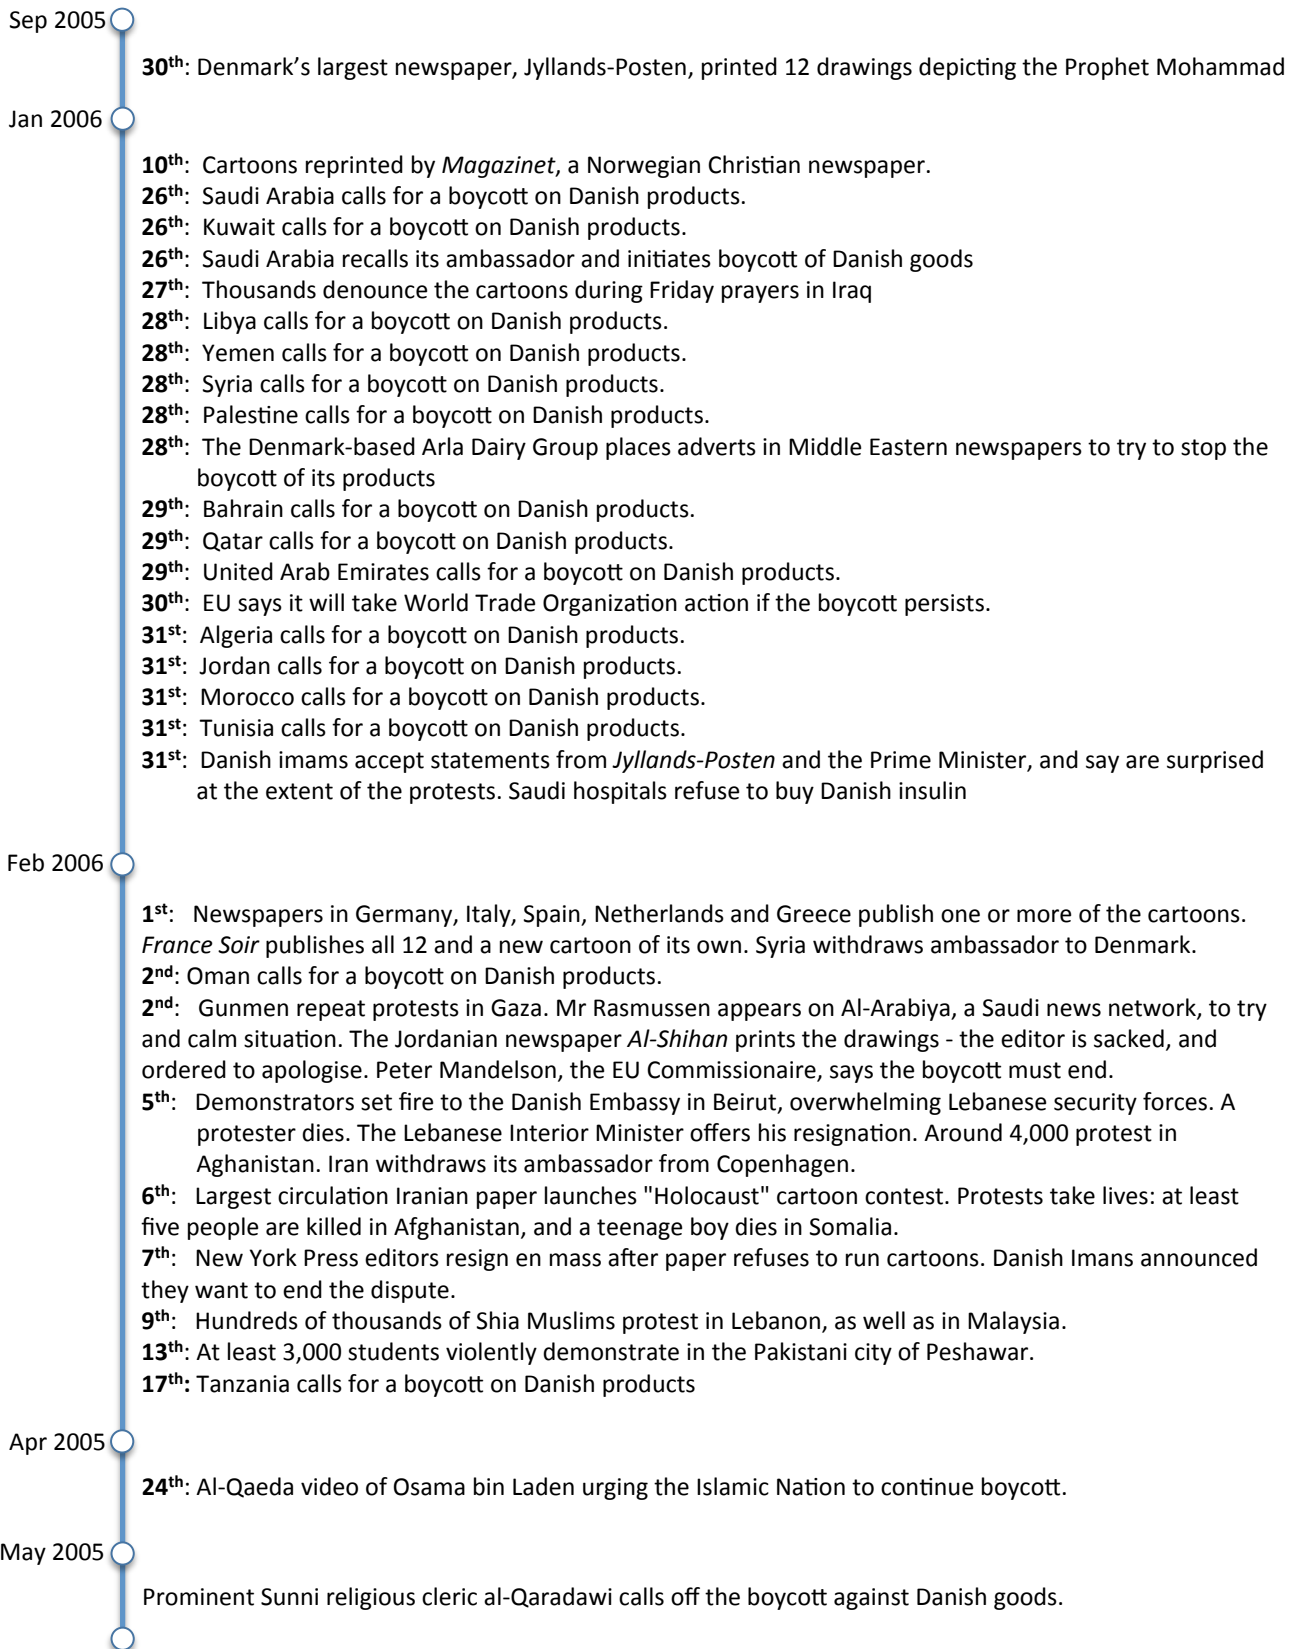 Sep 2005
30th: Denmark’s largest newspaper, Jyllands-Posten, printed 12 drawings depicting the Prophet Mohammad
Jan 2006
10th: Cartoons reprinted by Magazinet, a Norwegian Christian newspaper.
26th: Saudi Arabia calls for a boycott on Danish products.
26th: Kuwait calls for a boycott on Danish products.
26th: Saudi Arabia recalls its ambassador and initiates boycott of Danish goods
27th: Thousands denounce the cartoons during Friday prayers in Iraq
28th: Libya calls for a boycott on Danish products.
28th: Yemen calls for a boycott on Danish products.
28th: Syria calls for a boycott on Danish products.
28th: Palestine calls for a boycott on Danish products.
28th: The Denmark-based Arla Dairy Group places adverts in Middle Eastern newspapers to try to stop the
boycott of its products
29th: Bahrain calls for a boycott on Danish products.
29th: Qatar calls for a boycott on Danish products.
29th: United Arab Emirates calls for a boycott on Danish products.
30th: EU says it will take World Trade Organization action if the boycott persists.
31st: Algeria calls for a boycott on Danish products.
31st: Jordan calls for a boycott on Danish products.
31st: Morocco calls for a boycott on Danish products.
31st: Tunisia calls for a boycott on Danish products.
31st: Danish imams accept statements from Jyllands-Posten and the Prime Minister, and say are surprised
at the extent of the protests. Saudi hospitals refuse to buy Danish insulin
Feb 2006
1st: Newspapers in Germany, Italy, Spain, Netherlands and Greece publish one or more of the cartoons.
France Soir publishes all 12 and a new cartoon of its own. Syria withdraws ambassador to Denmark.
2nd: Oman calls for a boycott on Danish products.
2nd: Gunmen repeat protests in Gaza. Mr Rasmussen appears on Al-Arabiya, a Saudi news network, to try
and calm situation. The Jordanian newspaper Al-Shihan prints the drawings - the editor is sacked, and
ordered to apologise. Peter Mandelson, the EU Commissionaire, says the boycott must end.
5th: Demonstrators set fire to the Danish Embassy in Beirut, overwhelming Lebanese security forces. A
protester dies. The Lebanese Interior Minister offers his resignation. Around 4,000 protest in
Aghanistan. Iran withdraws its ambassador from Copenhagen.
6th: Largest circulation Iranian paper launches "Holocaust" cartoon contest. Protests take lives: at least
five people are killed in Afghanistan, and a teenage boy dies in Somalia.
7th: New York Press editors resign en mass after paper refuses to run cartoons. Danish Imans announced
they want to end the dispute.
9th: Hundreds of thousands of Shia Muslims protest in Lebanon, as well as in Malaysia.
13th: At least 3,000 students violently demonstrate in the Pakistani city of Peshawar.
17th: Tanzania calls for a boycott on Danish products
Apr 2005
24th: Al-Qaeda video of Osama bin Laden urging the Islamic Nation to continue boycott.
May 2005
Prominent Sunni religious cleric al-Qaradawi calls off the boycott against Danish goods.